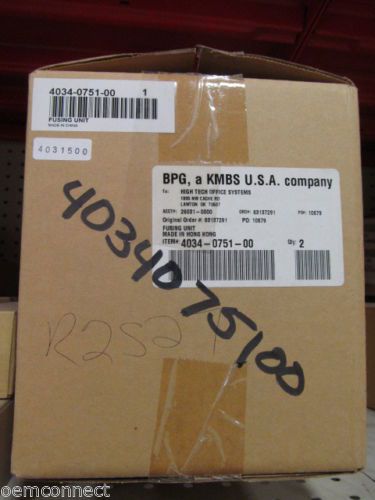 4034-0751-00 1
FUSING UNIT
MADE IN CHINA
4031500
BPG, a KMBS U.S.A. company
To: HIGH TECH OFFICE SYSTEMS
LAWTON OK
Original Order #: 60187291 PO: 10679
FUSING UNIT
MADE IN HONG KONG
ITEM#: 4034-0751-00 Qty: 2
4034075100
R252
oemconnect